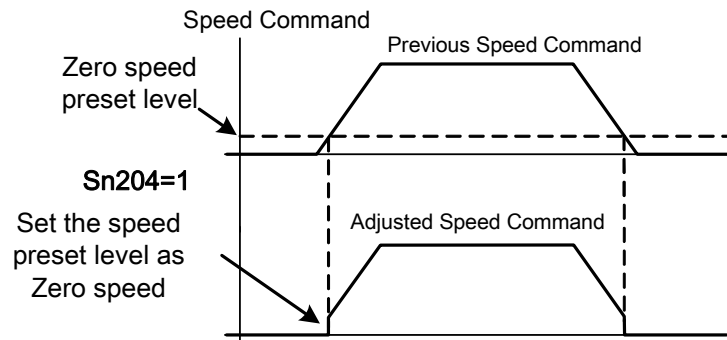 Speed Command
Previous Speed Command
Zero speed
preset level
Sn204=1
Set the speed
preset level as
Zero speed
Adjusted Speed Command